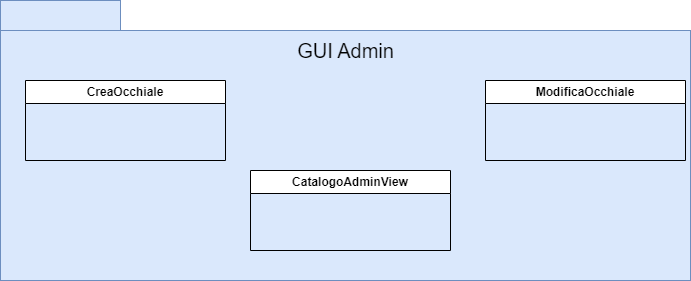 GUI Admin
CreaOcchiale
ModificaOcchiale
CatalogoAdminView